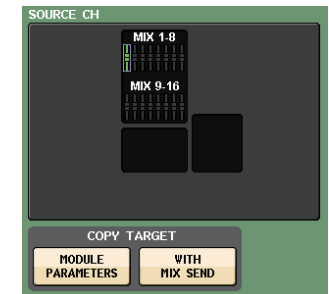 SOURCE CH
MIX 1-8
MIX 9-16
COPY TARGET
MODULE
PARAMETERS
WITH
MIX SEND